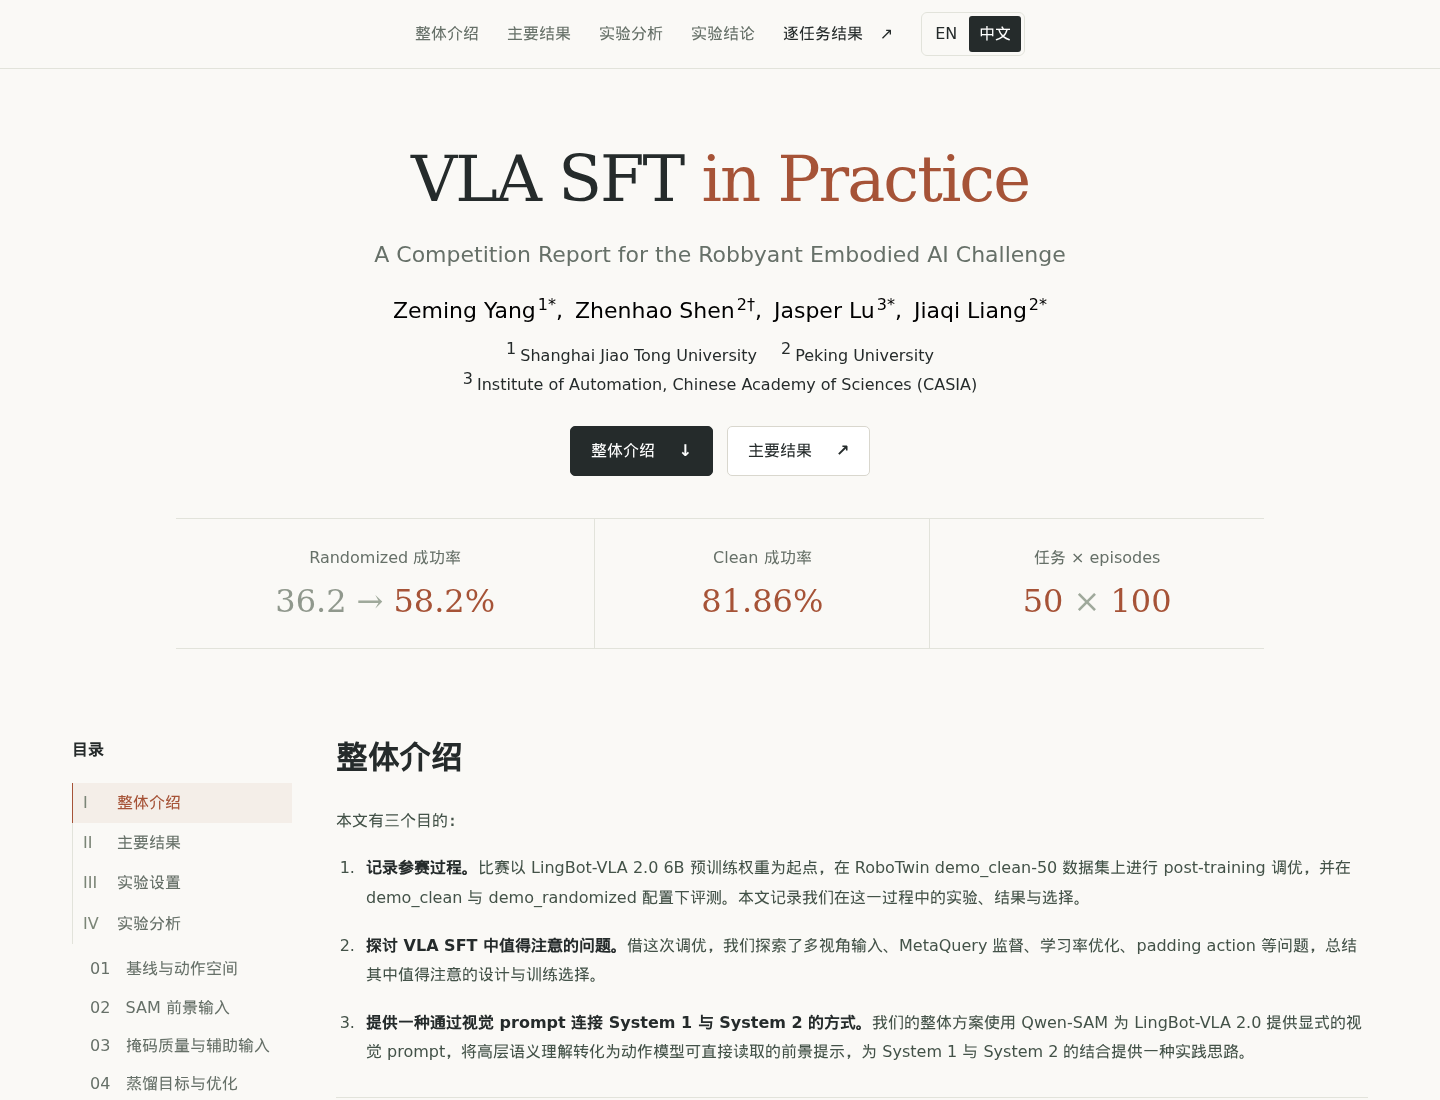 整体介绍 主要结果 实验分析 实验结论 逐任务结果 ↗ EN 中文
VLA SFT in Practice
A Competition Report for the Robbyant Embodied AI Challenge
Zeming Yang1*, Zhenhao Shen2†, Jasper Lu3*, Jiaqi Liang2*
1 Shanghai Jiao Tong University 2 Peking University
3 Institute of Automation, Chinese Academy of Sciences (CASIA)
整体介绍 ↓ 主要结果 ↗
Randomized 成功率 Clean 成功率 任务 × episodes
36.2 → 58.2% 81.86% 50 × 100
目录
I 整体介绍
II 主要结果
III 实验设置
IV 实验分析
01 基线与动作空间
02 SAM 前景输入
03 掩码质量与辅助输入
04 蒸馏目标与优化
整体介绍
本文有三个目的：
1. 记录参赛过程。比赛以 LingBot-VLA 2.0 6B 预训练权重为起点，在 RoboTwin demo_clean-50 数据集上进行 post-training 调优，并在
demo_clean 与 demo_randomized 配置下评测。本文记录我们在这一过程中的实验、结果与选择。
2. 探讨 VLA SFT 中值得注意的问题。借这次调优，我们探索了多视角输入、MetaQuery 监督、学习率优化、padding action 等问题，总结
其中值得注意的设计与训练选择。
3. 提供一种通过视觉 prompt 连接 System 1 与 System 2 的方式。我们的整体方案使用 Qwen-SAM 为 LingBot-VLA 2.0 提供显式的视
觉 prompt，将高层语义理解转化为动作模型可直接读取的前景提示，为 System 1 与 System 2 的结合提供一种实践思路。